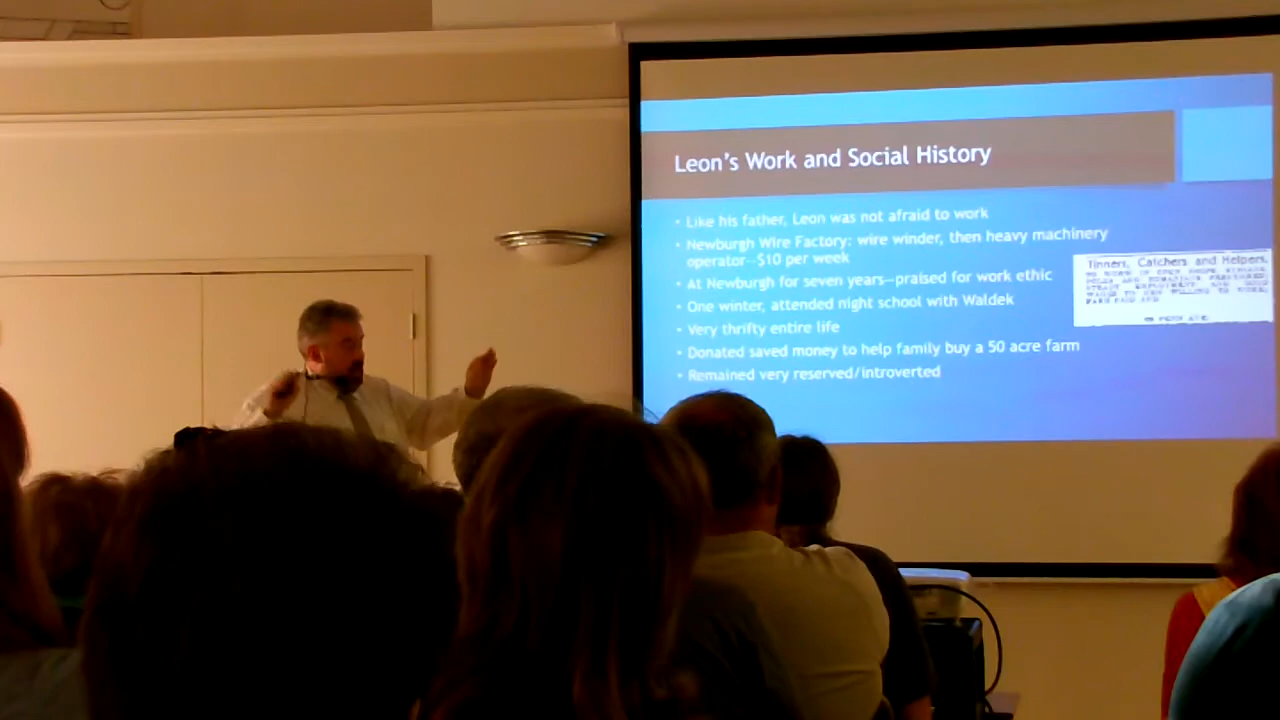 Leon's Work and Social History
• Like his father, Leon was not afraid to work
• Newburgh Wire Factory: wire winder, then heavy machinery
operator--$10 per week
• At Newburgh for seven years—praised for work ethic
• One winter, attended night school with Waldek
• Very thrifty entire life
• Donated saved money to help family buy a 50 acre farm
• Remained very reserved/introverted
Tinners, Catchers and Helpers,